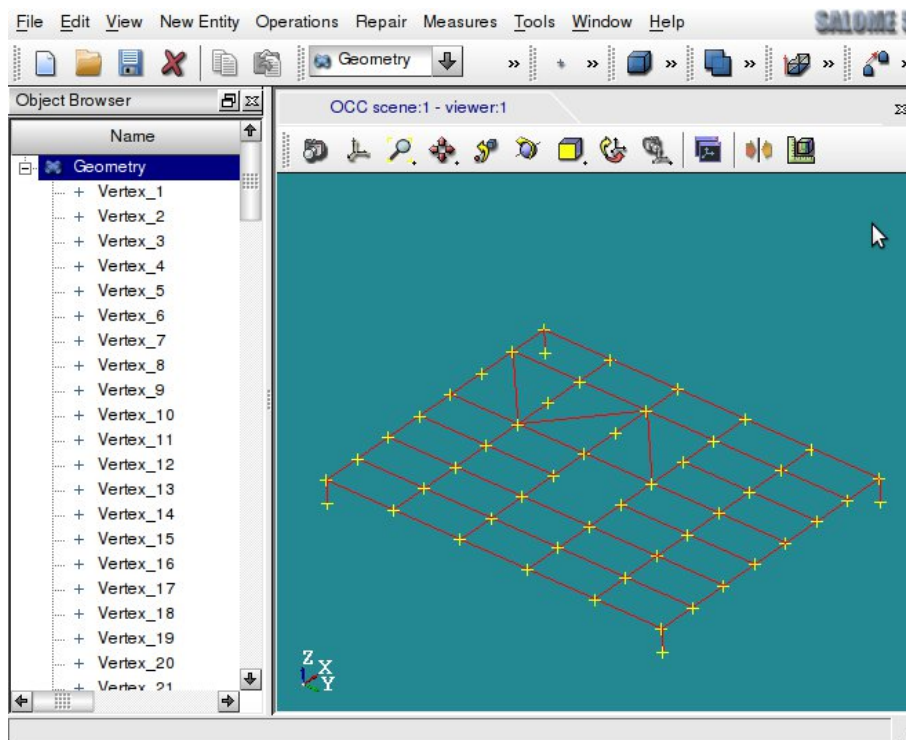 File Edit View New Entity Operations Repair Measures Tools Window Help SALOME
Geometry » » » » » »
Object Browser
OCC scene:1 - viewer:1
Name
Geometry
Vertex_1
Vertex_2
Vertex_3
Vertex_4
Vertex_5
Vertex_6
Vertex_7
Vertex_8
Vertex_9
Vertex_10
Vertex_11
Vertex_12
Vertex_13
Vertex_14
Vertex_15
Vertex_16
Vertex_17
Vertex_18
Vertex_19
Vertex_20
Vertex_21
Z
X
Y